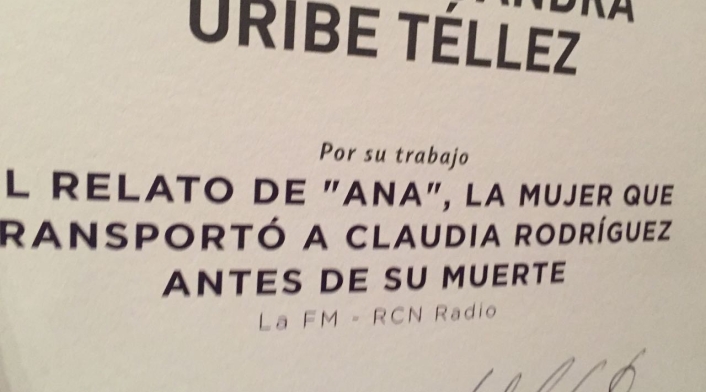 URIBE TÉLLEZ
Por su trabajo
L RELATO DE "ANA", LA MUJER QUE
RANSPORTÓ A CLAUDIA RODRÍGUEZ
ANTES DE SU MUERTE
La FM - RCN Radio